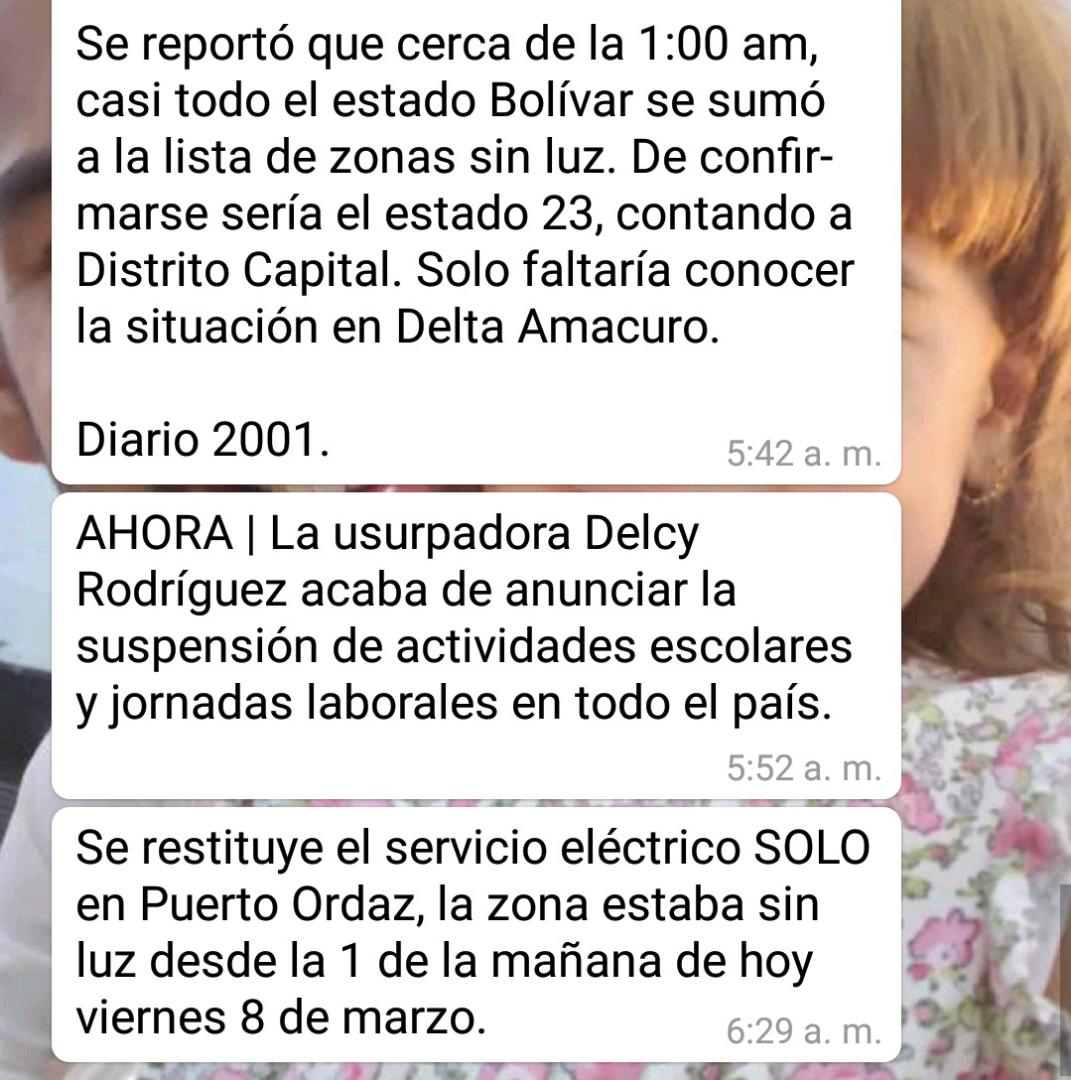 Se reportó que cerca de la 1:00 am,
casi todo el estado Bolívar se sumó
a la lista de zonas sin luz. De confir-
marse sería el estado 23, contando a
Distrito Capital. Solo faltaría conocer
la situación en Delta Amacuro.
Diario 2001.
5:42 a. m.
AHORA | La usurpadora Delcy
Rodríguez acaba de anunciar la
suspensión de actividades escolares
y jornadas laborales en todo el país.
5:52 a. m.
Se restituye el servicio eléctrico SOLO
en Puerto Ordaz, la zona estaba sin
luz desde la 1 de la mañana de hoy
viernes 8 de marzo.
6:29 a. m.